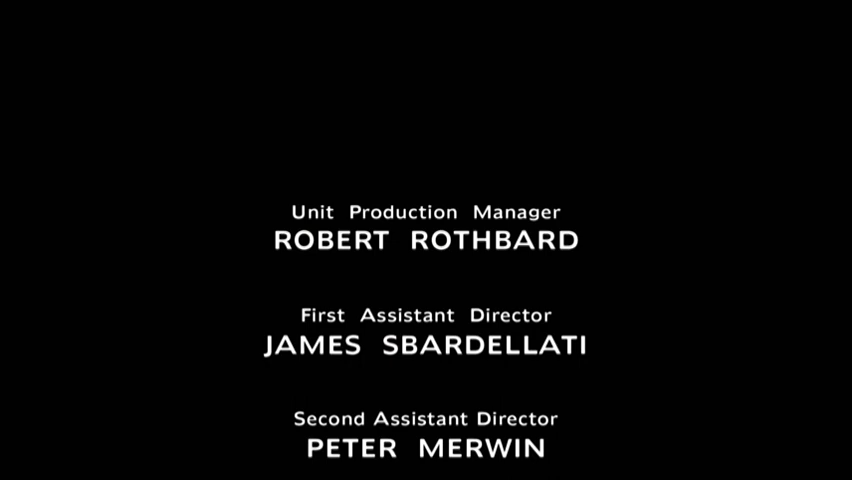 Unit Production Manager
ROBERT ROTHBARD
First Assistant Director
JAMES SBARDELLATI
Second Assistant Director
PETER MERWIN